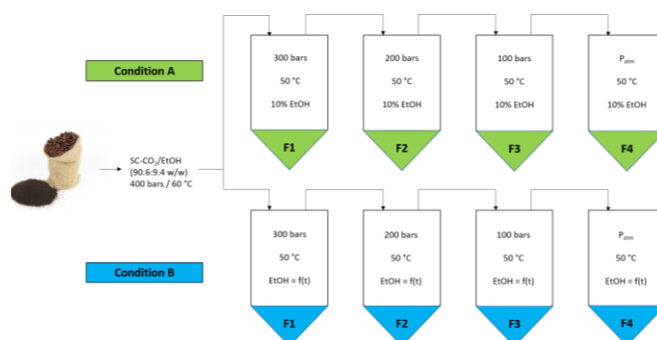 300 bars
50 °C
10% EtOH
F1
200 bars
50 °C
10% EtOH
F2
100 bars
50 °C
10% EtOH
F3
Patm
50 °C
10% EtOH
F4
Condition A
SC-CO₂/EtOH
(90.6:9.4 w/w)
400 bars / 60 °C
300 bars
50 °C
EtOH = f(t)
F1
200 bars
50 °C
EtOH = f(t)
F2
100 bars
50 °C
EtOH = f(t)
F3
Patm
50 °C
EtOH = f(t)
F4
Condition B